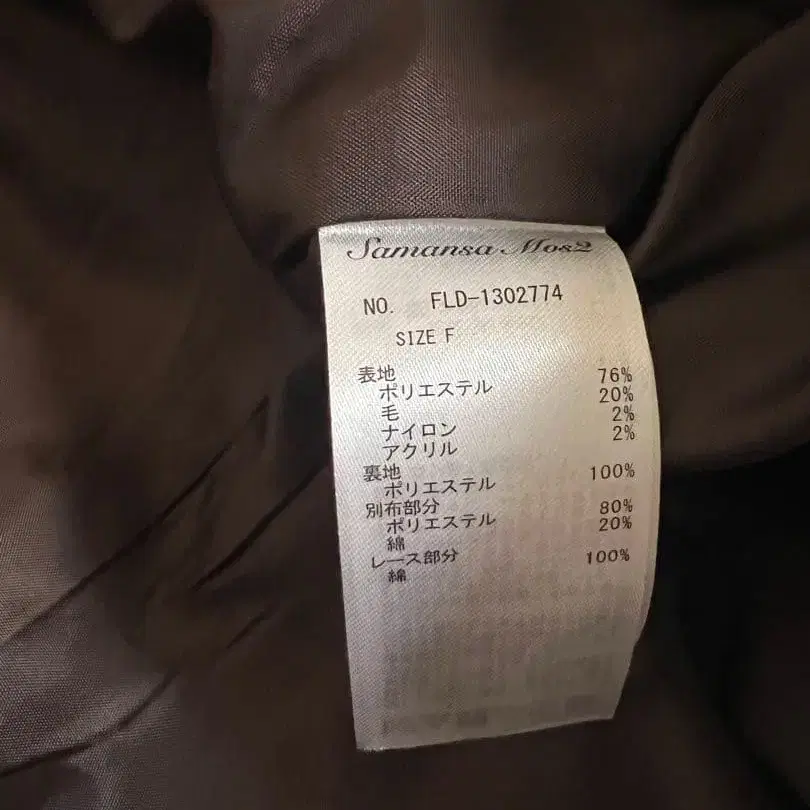 Samansa Mos2
NO. FLD-1302774
SIZE F
表地
ポリエステル 76%
毛 20%
ナイロン 2%
アクリル 2%
裏地
ポリエステル 100%
別布部分
ポリエステル 80%
綿 20%
レース部分
綿 100%